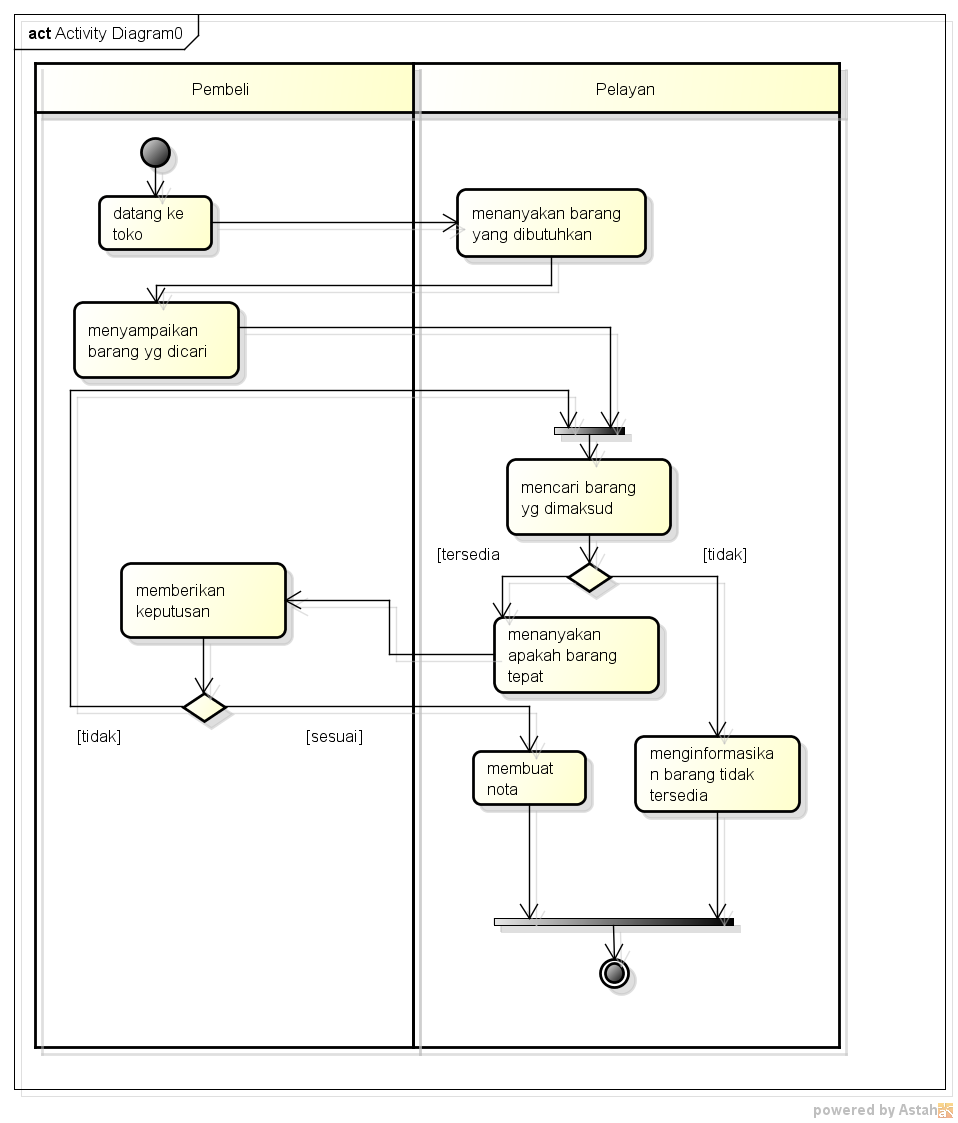 act Activity Diagram0
Pembeli
Pelayan
datang ke
toko
menanyakan barang
yang dibutuhkan
menyampaikan
barang yg dicari
mencari barang
yg dimaksud
[tersedia
[tidak]
memberikan
keputusan
menanyakan
apakah barang
tepat
[tidak]
[sesuai]
membuat
nota
menginformasika
n barang tidak
tersedia
powered by Astah